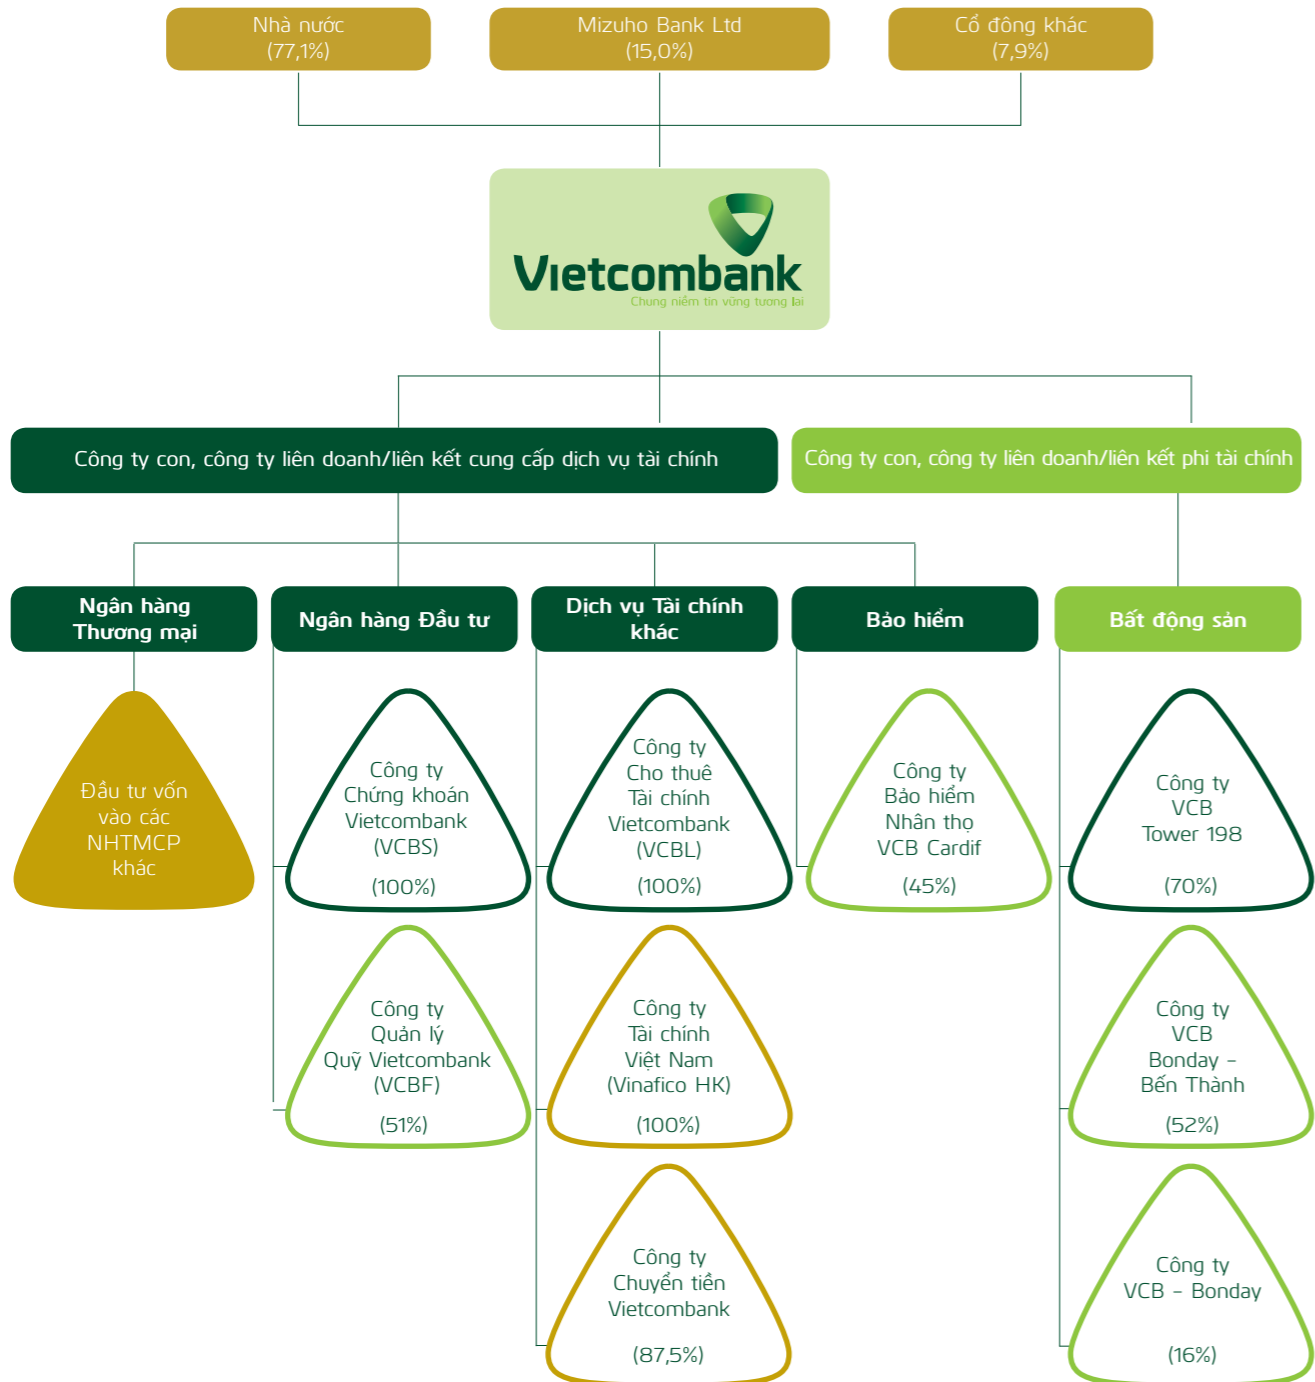 Nhà nước
(77,1%)
Mizuho Bank Ltd
(15,0%)
Cổ đông khác
(7,9%)
Vietcombank
Chung niềm tin vững tương lai
Công ty con, công ty liên doanh/liên kết cung cấp dịch vụ tài chính
Công ty con, công ty liên doanh/liên kết phi tài chính
Ngân hàng
Thương mại
Ngân hàng Đầu tư
Dịch vụ Tài chính
khác
Bảo hiểm
Bất động sản
Đầu tư vốn
vào các
NHTMCP
khác
Công ty
Chứng khoán
Vietcombank
(VCBS)
(100%)
Công ty
Cho thuê
Tài chính
Vietcombank
(VCBL)
(100%)
Công ty
Bảo hiểm
Nhân thọ
VCB Cardif
(45%)
Công ty
VCB
Tower 198
(70%)
Công ty
Quản lý
Quỹ Vietcombank
(VCBF)
(51%)
Công ty
Tài chính
Việt Nam
(Vinafico HK)
(100%)
Công ty
VCB
Bonday –
Bến Thành
(52%)
Công ty
Chuyển tiền
Vietcombank
(87,5%)
Công ty
VCB – Bonday
(16%)